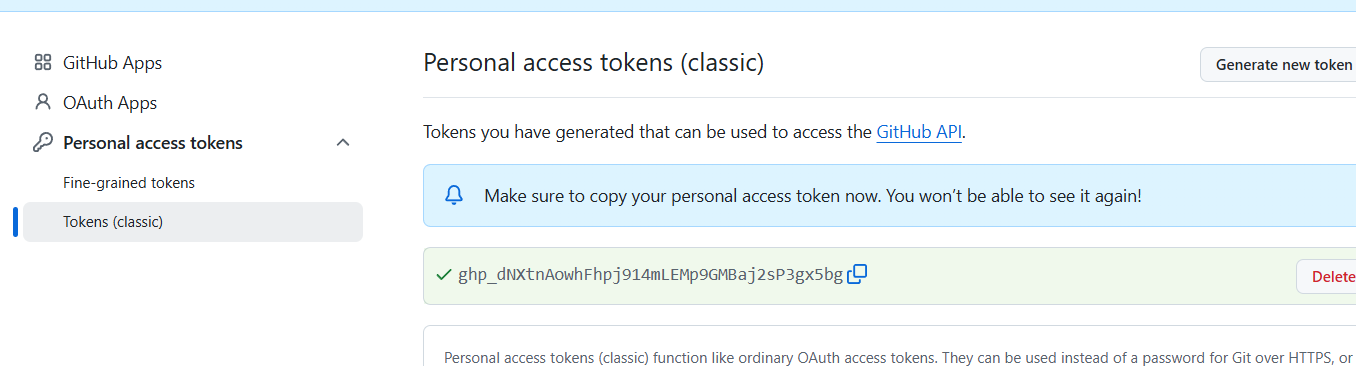 GitHub Apps
OAuth Apps
Personal access tokens
Fine-grained tokens
Tokens (classic)
Personal access tokens (classic)
Generate new token
Tokens you have generated that can be used to access the GitHub API.
Make sure to copy your personal access token now. You won’t be able to see it again!
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
Delete
Personal access tokens (classic) function like ordinary OAuth access tokens. They can be used instead of a password for Git over HTTPS, or